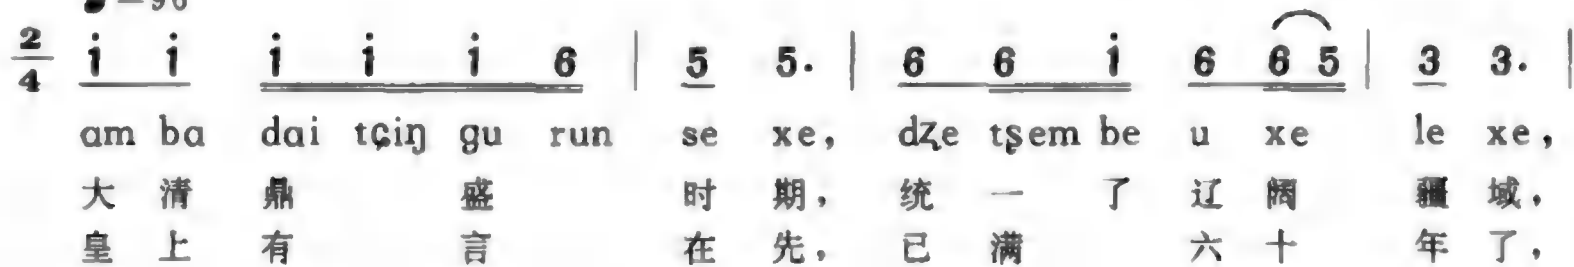 ♩=96
2/4 i̇ i̇ i̇ i̇ i̇ 6 | 5 5. | 6 6 i̇ 6 6 5 | 3 3. |
am ba dai tɕiŋ gu run se xe, dʐe tʂem be u xe le xe,
大 清 鼎 盛 时 期, 统 一 了 辽 阔 疆 域,
皇 上 有 言 在 先, 已 满 六 十 年 了,